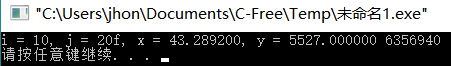 "C:\Users\jhon\Documents\C-Free\Temp\未命名1.exe"
i = 10, j = 20f, x = 43.289200, y = 5527.000000 6356940
请按任意键继续. . .